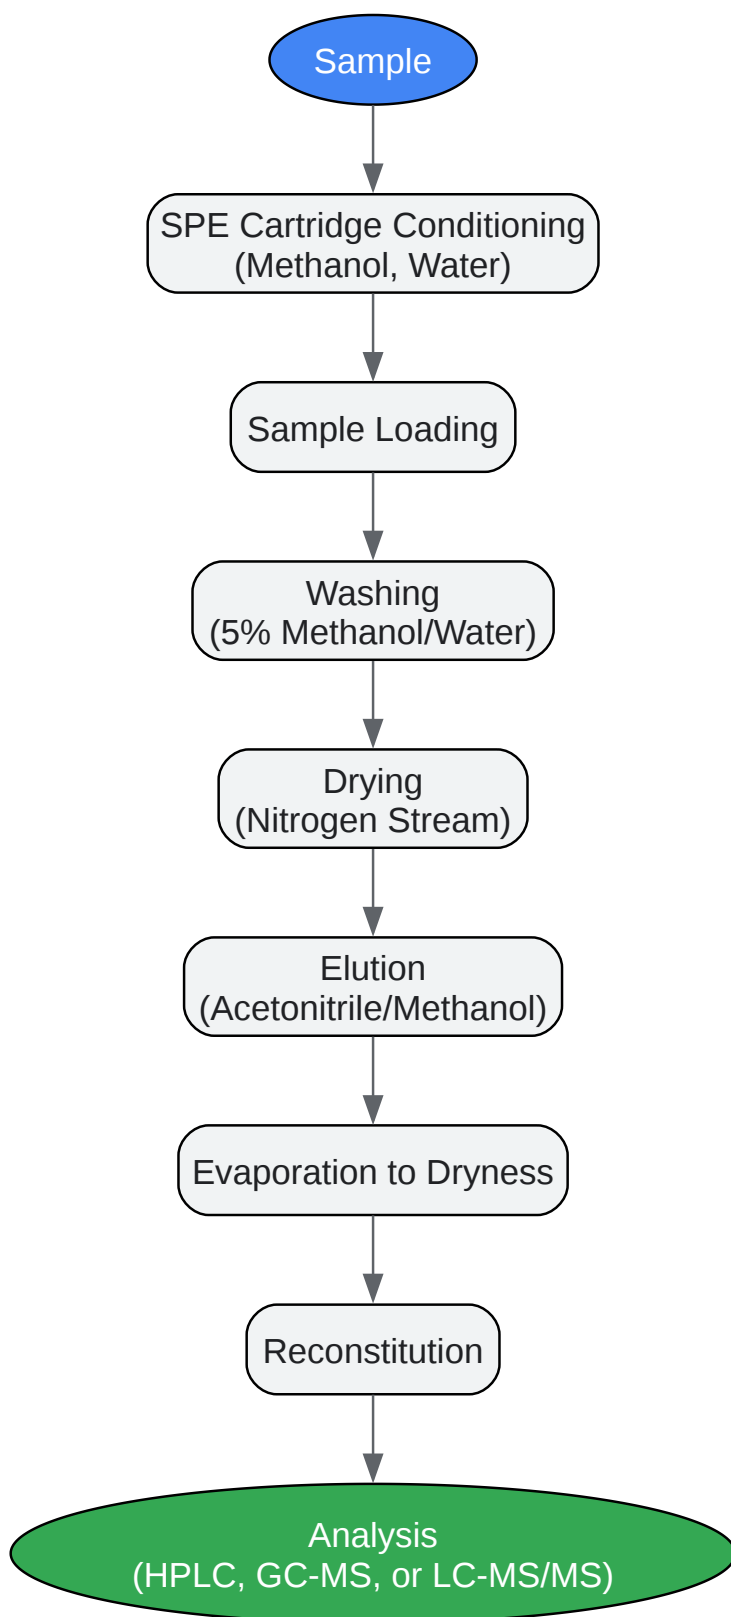 Sample
SPE Cartridge Conditioning
(Methanol, Water)
Sample Loading
Washing
(5% Methanol/Water)
Drying
(Nitrogen Stream)
Elution
(Acetonitrile/Methanol)
Evaporation to Dryness
Reconstitution
Analysis
(HPLC, GC-MS, or LC-MS/MS)